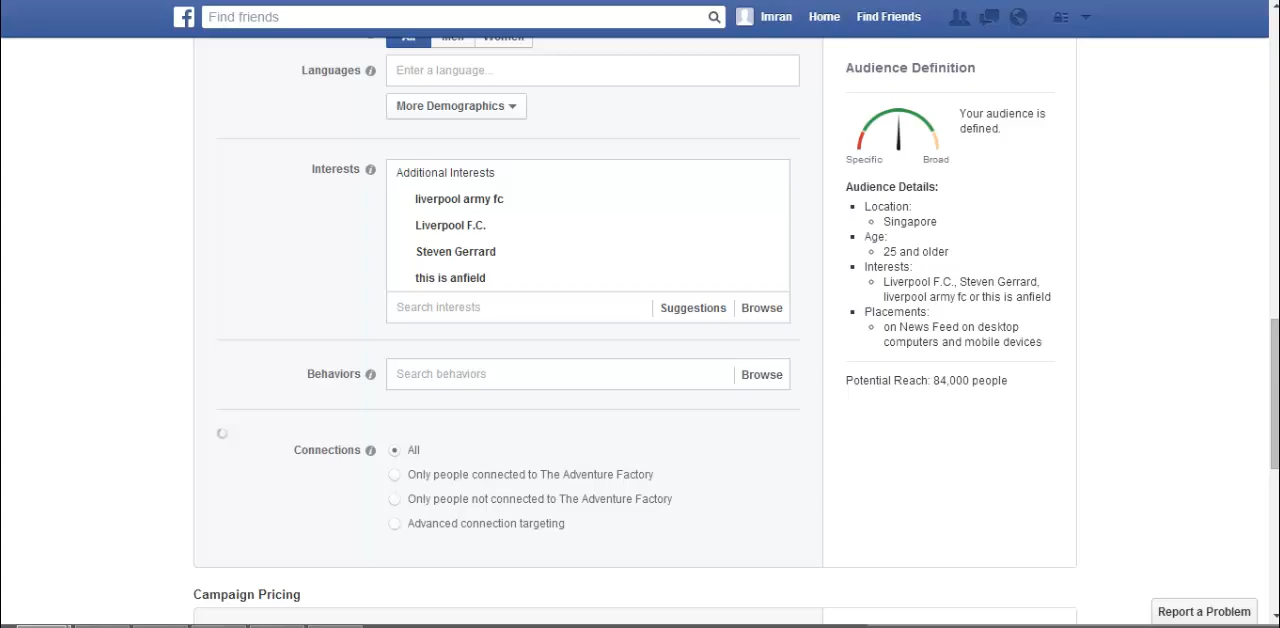 f Find friends Imran Home Find Friends
All Men Women
Languages Enter a language...
More Demographics
Interests Additional Interests
liverpool army fc
Liverpool F.C.
Steven Gerrard
this is anfield
Search interests Suggestions Browse
Behaviors Search behaviors Browse
Connections All
Only people connected to The Adventure Factory
Only people not connected to The Adventure Factory
Advanced connection targeting
Campaign Pricing
Audience Definition
Your audience is
defined.
Specific Broad
Audience Details:
Location:
Singapore
Age:
25 and older
Interests:
Liverpool F.C., Steven Gerrard,
liverpool army fc or this is anfield
Placements:
on News Feed on desktop
computers and mobile devices
Potential Reach: 84,000 people
Report a Problem